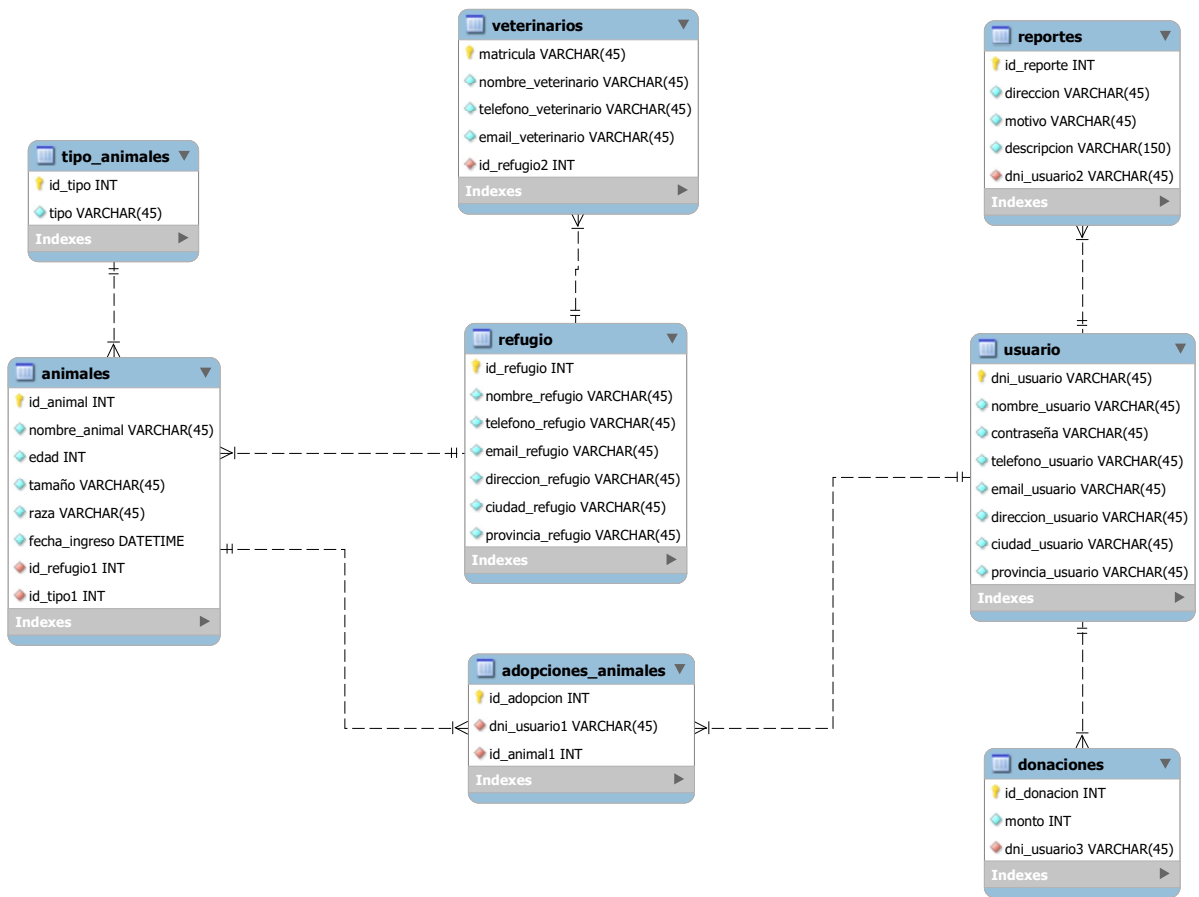 veterinarios
matricula VARCHAR(45)
nombre_veterinario VARCHAR(45)
telefono_veterinario VARCHAR(45)
email_veterinario VARCHAR(45)
id_refugio2 INT
Indexes
reportes
id_reporte INT
direccion VARCHAR(45)
motivo VARCHAR(45)
descripcion VARCHAR(150)
dni_usuario2 VARCHAR(45)
Indexes
tipo_animales
id_tipo INT
tipo VARCHAR(45)
Indexes
animales
id_animal INT
nombre_animal VARCHAR(45)
edad INT
tamaño VARCHAR(45)
raza VARCHAR(45)
fecha_ingreso DATETIME
id_refugio1 INT
id_tipo1 INT
Indexes
refugio
id_refugio INT
nombre_refugio VARCHAR(45)
telefono_refugio VARCHAR(45)
email_refugio VARCHAR(45)
direccion_refugio VARCHAR(45)
ciudad_refugio VARCHAR(45)
provincia_refugio VARCHAR(45)
Indexes
usuario
dni_usuario VARCHAR(45)
nombre_usuario VARCHAR(45)
contraseña VARCHAR(45)
telefono_usuario VARCHAR(45)
email_usuario VARCHAR(45)
direccion_usuario VARCHAR(45)
ciudad_usuario VARCHAR(45)
provincia_usuario VARCHAR(45)
Indexes
adopciones_animales
id_adopcion INT
dni_usuario1 VARCHAR(45)
id_animal1 INT
Indexes
donaciones
id_donacion INT
monto INT
dni_usuario3 VARCHAR(45)
Indexes